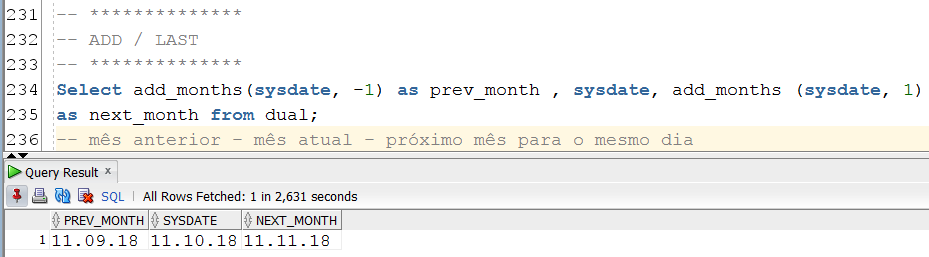 231 -- **************
232 -- ADD / LAST
233 -- **************
234 Select add_months(sysdate, -1) as prev_month , sysdate, add_months (sysdate, 1)
235 as next_month from dual;
236 -- mês anterior - mês atual - próximo mês para o mesmo dia
Query Result x
SQL | All Rows Fetched: 1 in 2,631 seconds
PREV_MONTH SYSDATE NEXT_MONTH
1 11.09.18 11.10.18 11.11.18